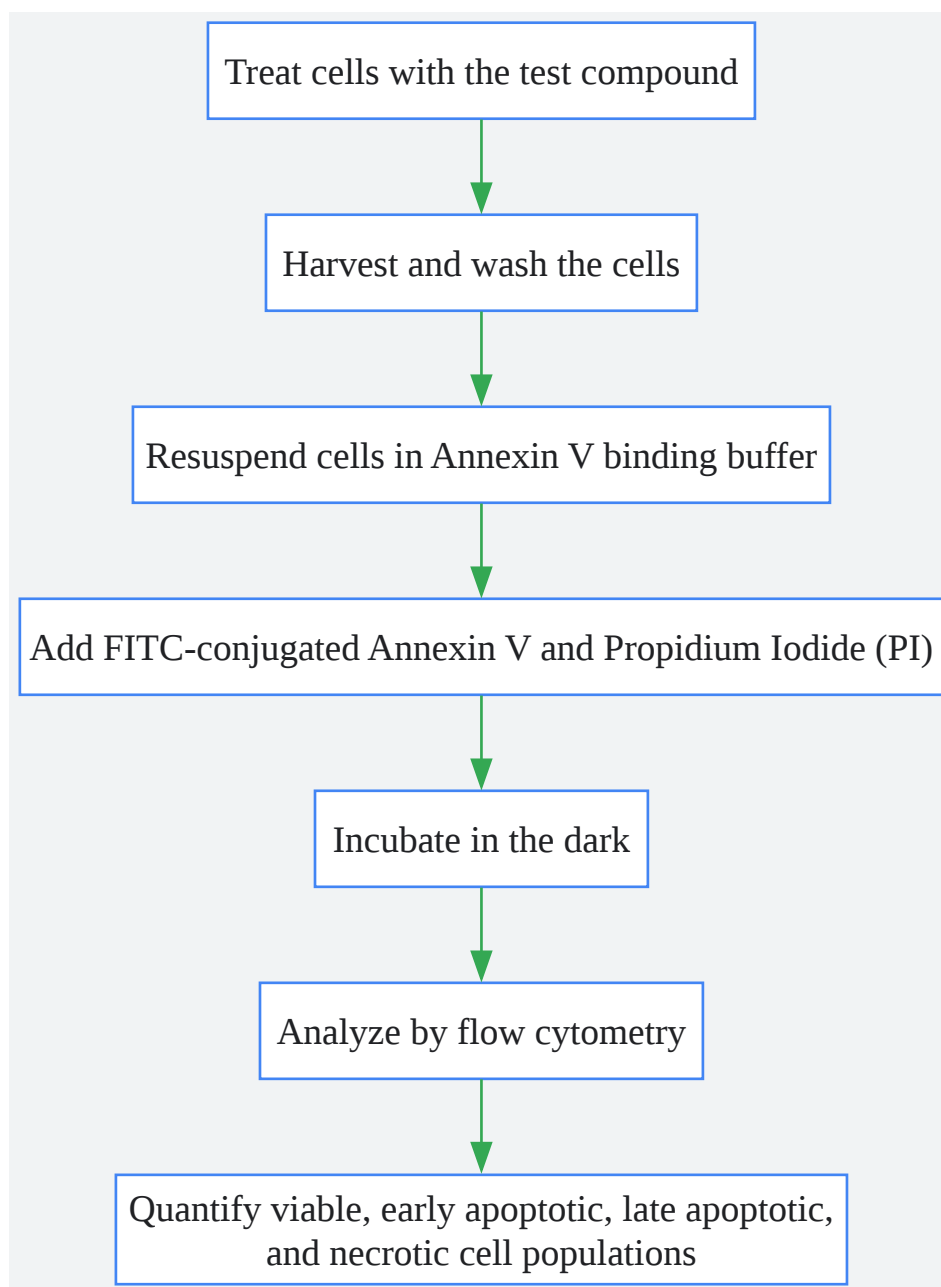 Treat cells with the test compound
Harvest and wash the cells
Resuspend cells in Annexin V binding buffer
Add FITC-conjugated Annexin V and Propidium Iodide (PI)
Incubate in the dark
Analyze by flow cytometry
Quantify viable, early apoptotic, late apoptotic,
and necrotic cell populations